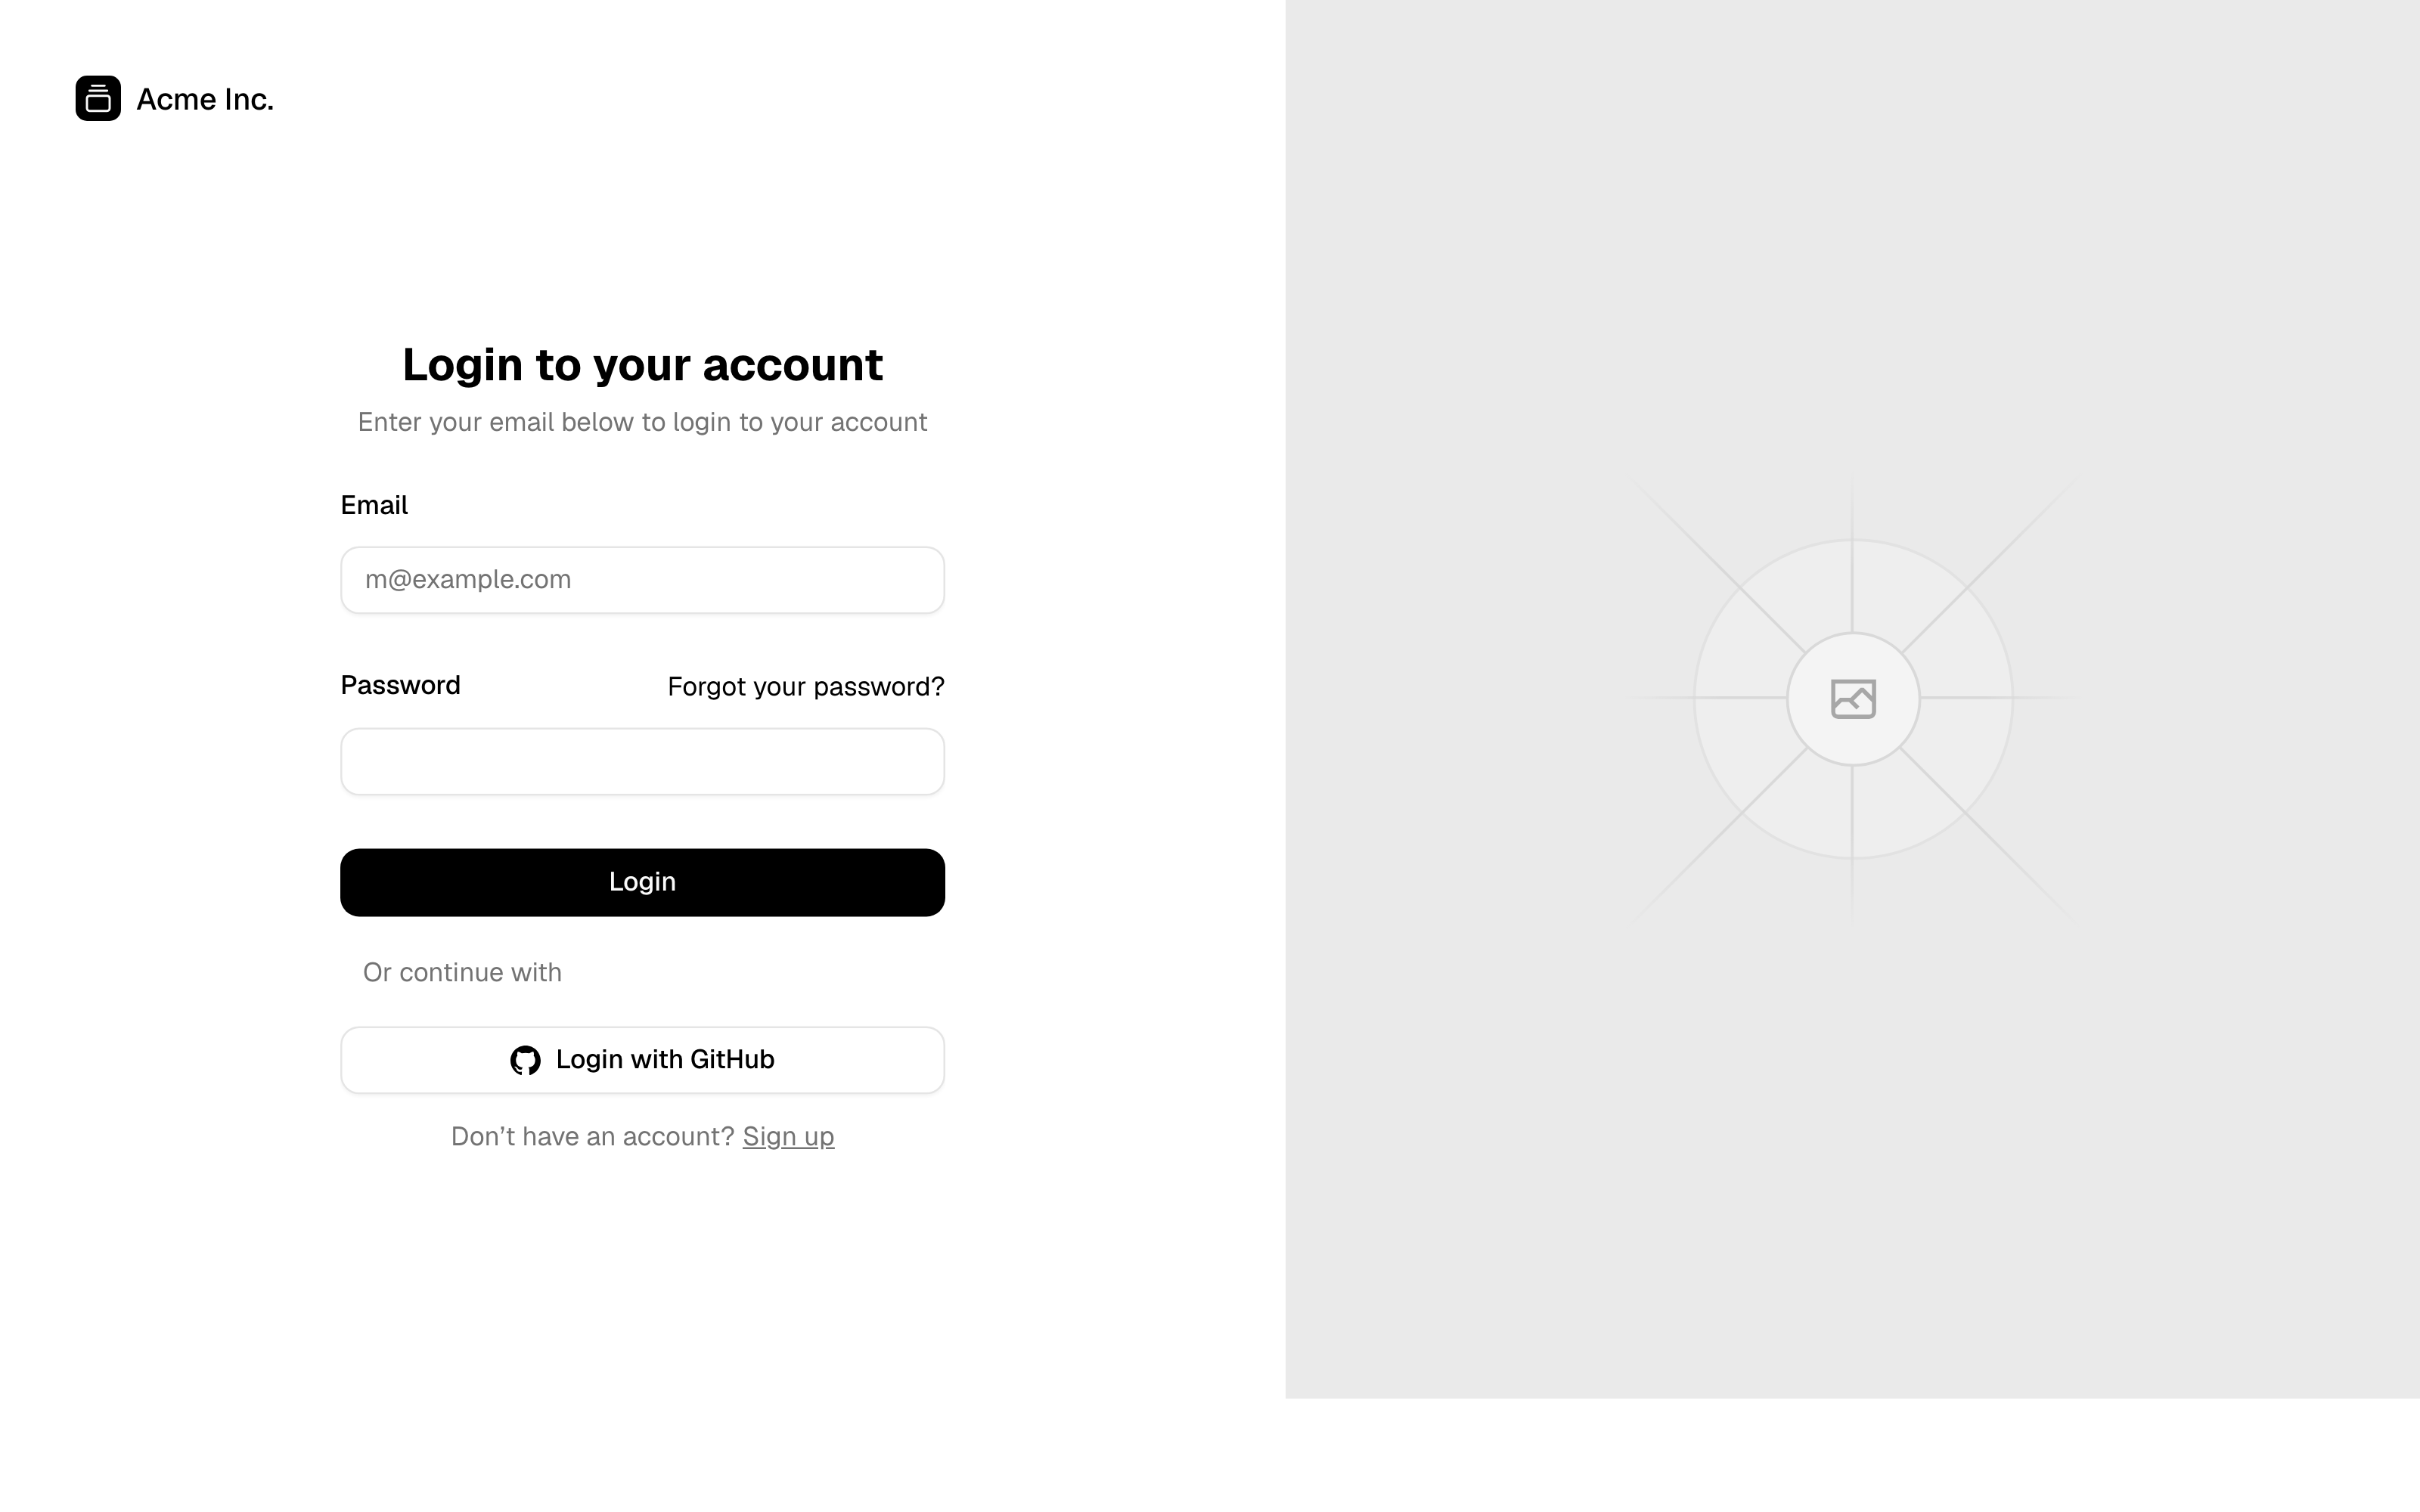 Acme Inc.
Login to your account
Enter your email below to login to your account
Email
m@example.com
Password
Forgot your password?
Login
Or continue with
Login with GitHub
Don’t have an account? Sign up